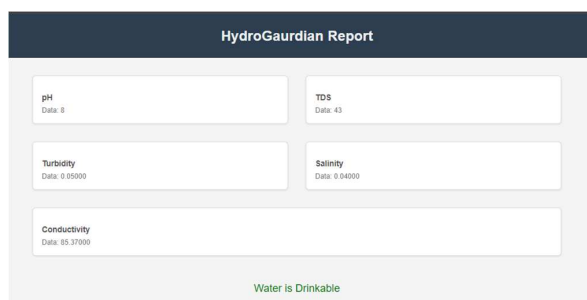 HydroGaurdian Report
pH
Data: 8
TDS
Data: 43
Turbidity
Data: 0.05000
Salinity
Data: 0.04000
Conductivity
Data: 85.37000
Water is Drinkable